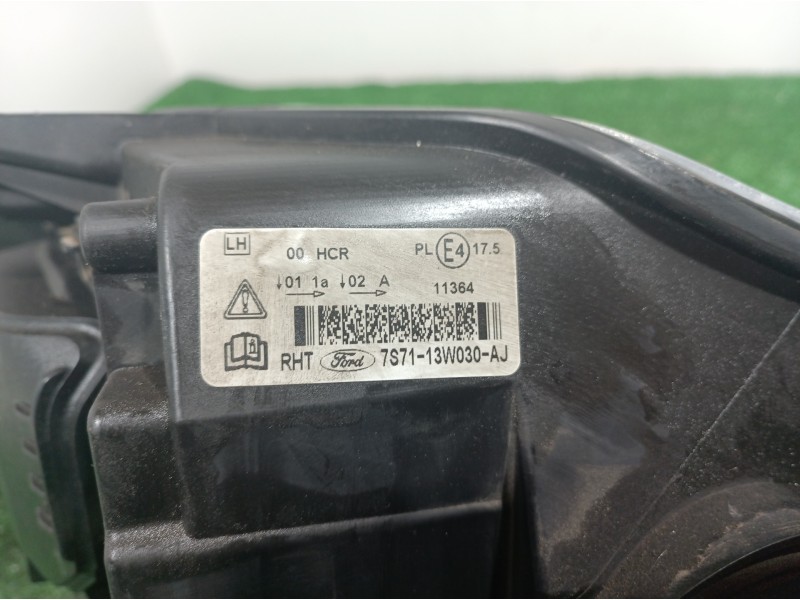 LH 00 HCR PL E4 17.5
↓01 1a ↓02 A 11364
RHT Ford 7S71-13W030-AJ